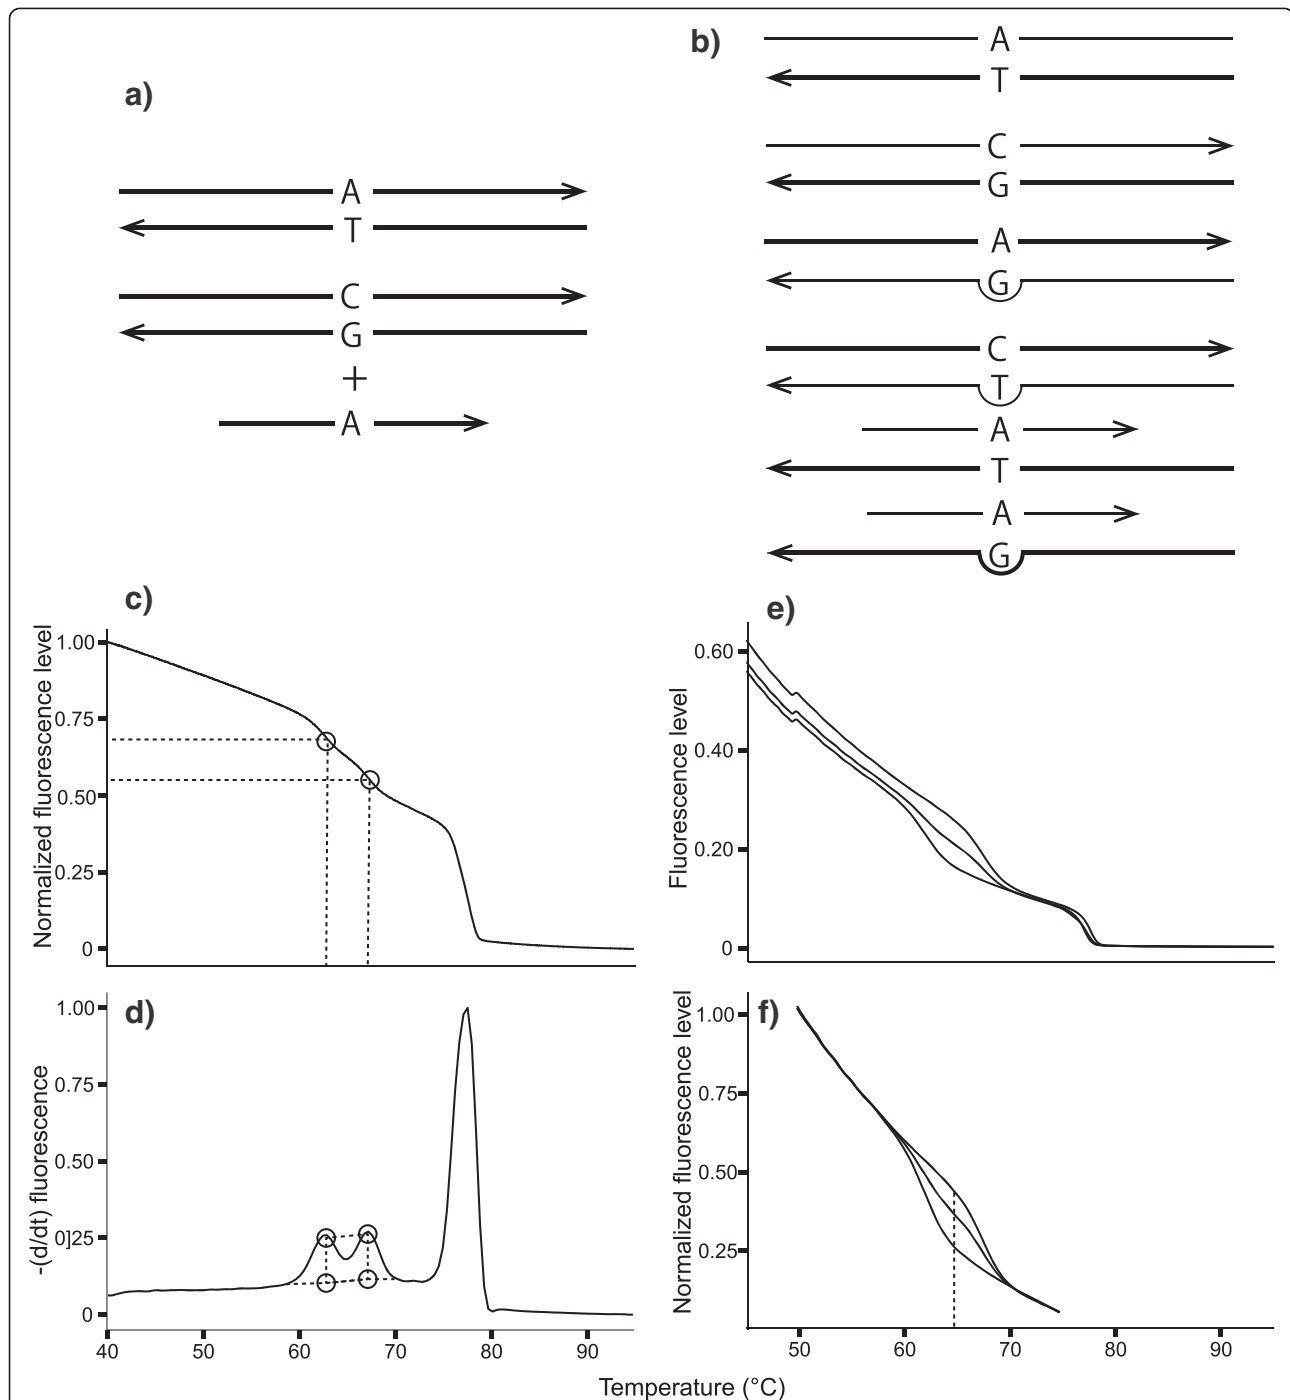 a)
A
T
C
G
+
A
b)
A
T
C
G
A
G
C
T
A
T
A
G
c)
Normalized fluorescence level
1.00
0.75
0.50
0.25
0
e)
Fluorescence level
0.60
0.40
0.20
0
d)
-(d/dt) fluorescence
1.00
0.75
0.50
0.25
0
40 50 60 70 80 90
f)
Normalized fluorescence level
1.00
0.75
0.50
0.25
50 60 70 80 90
Temperature (°C)